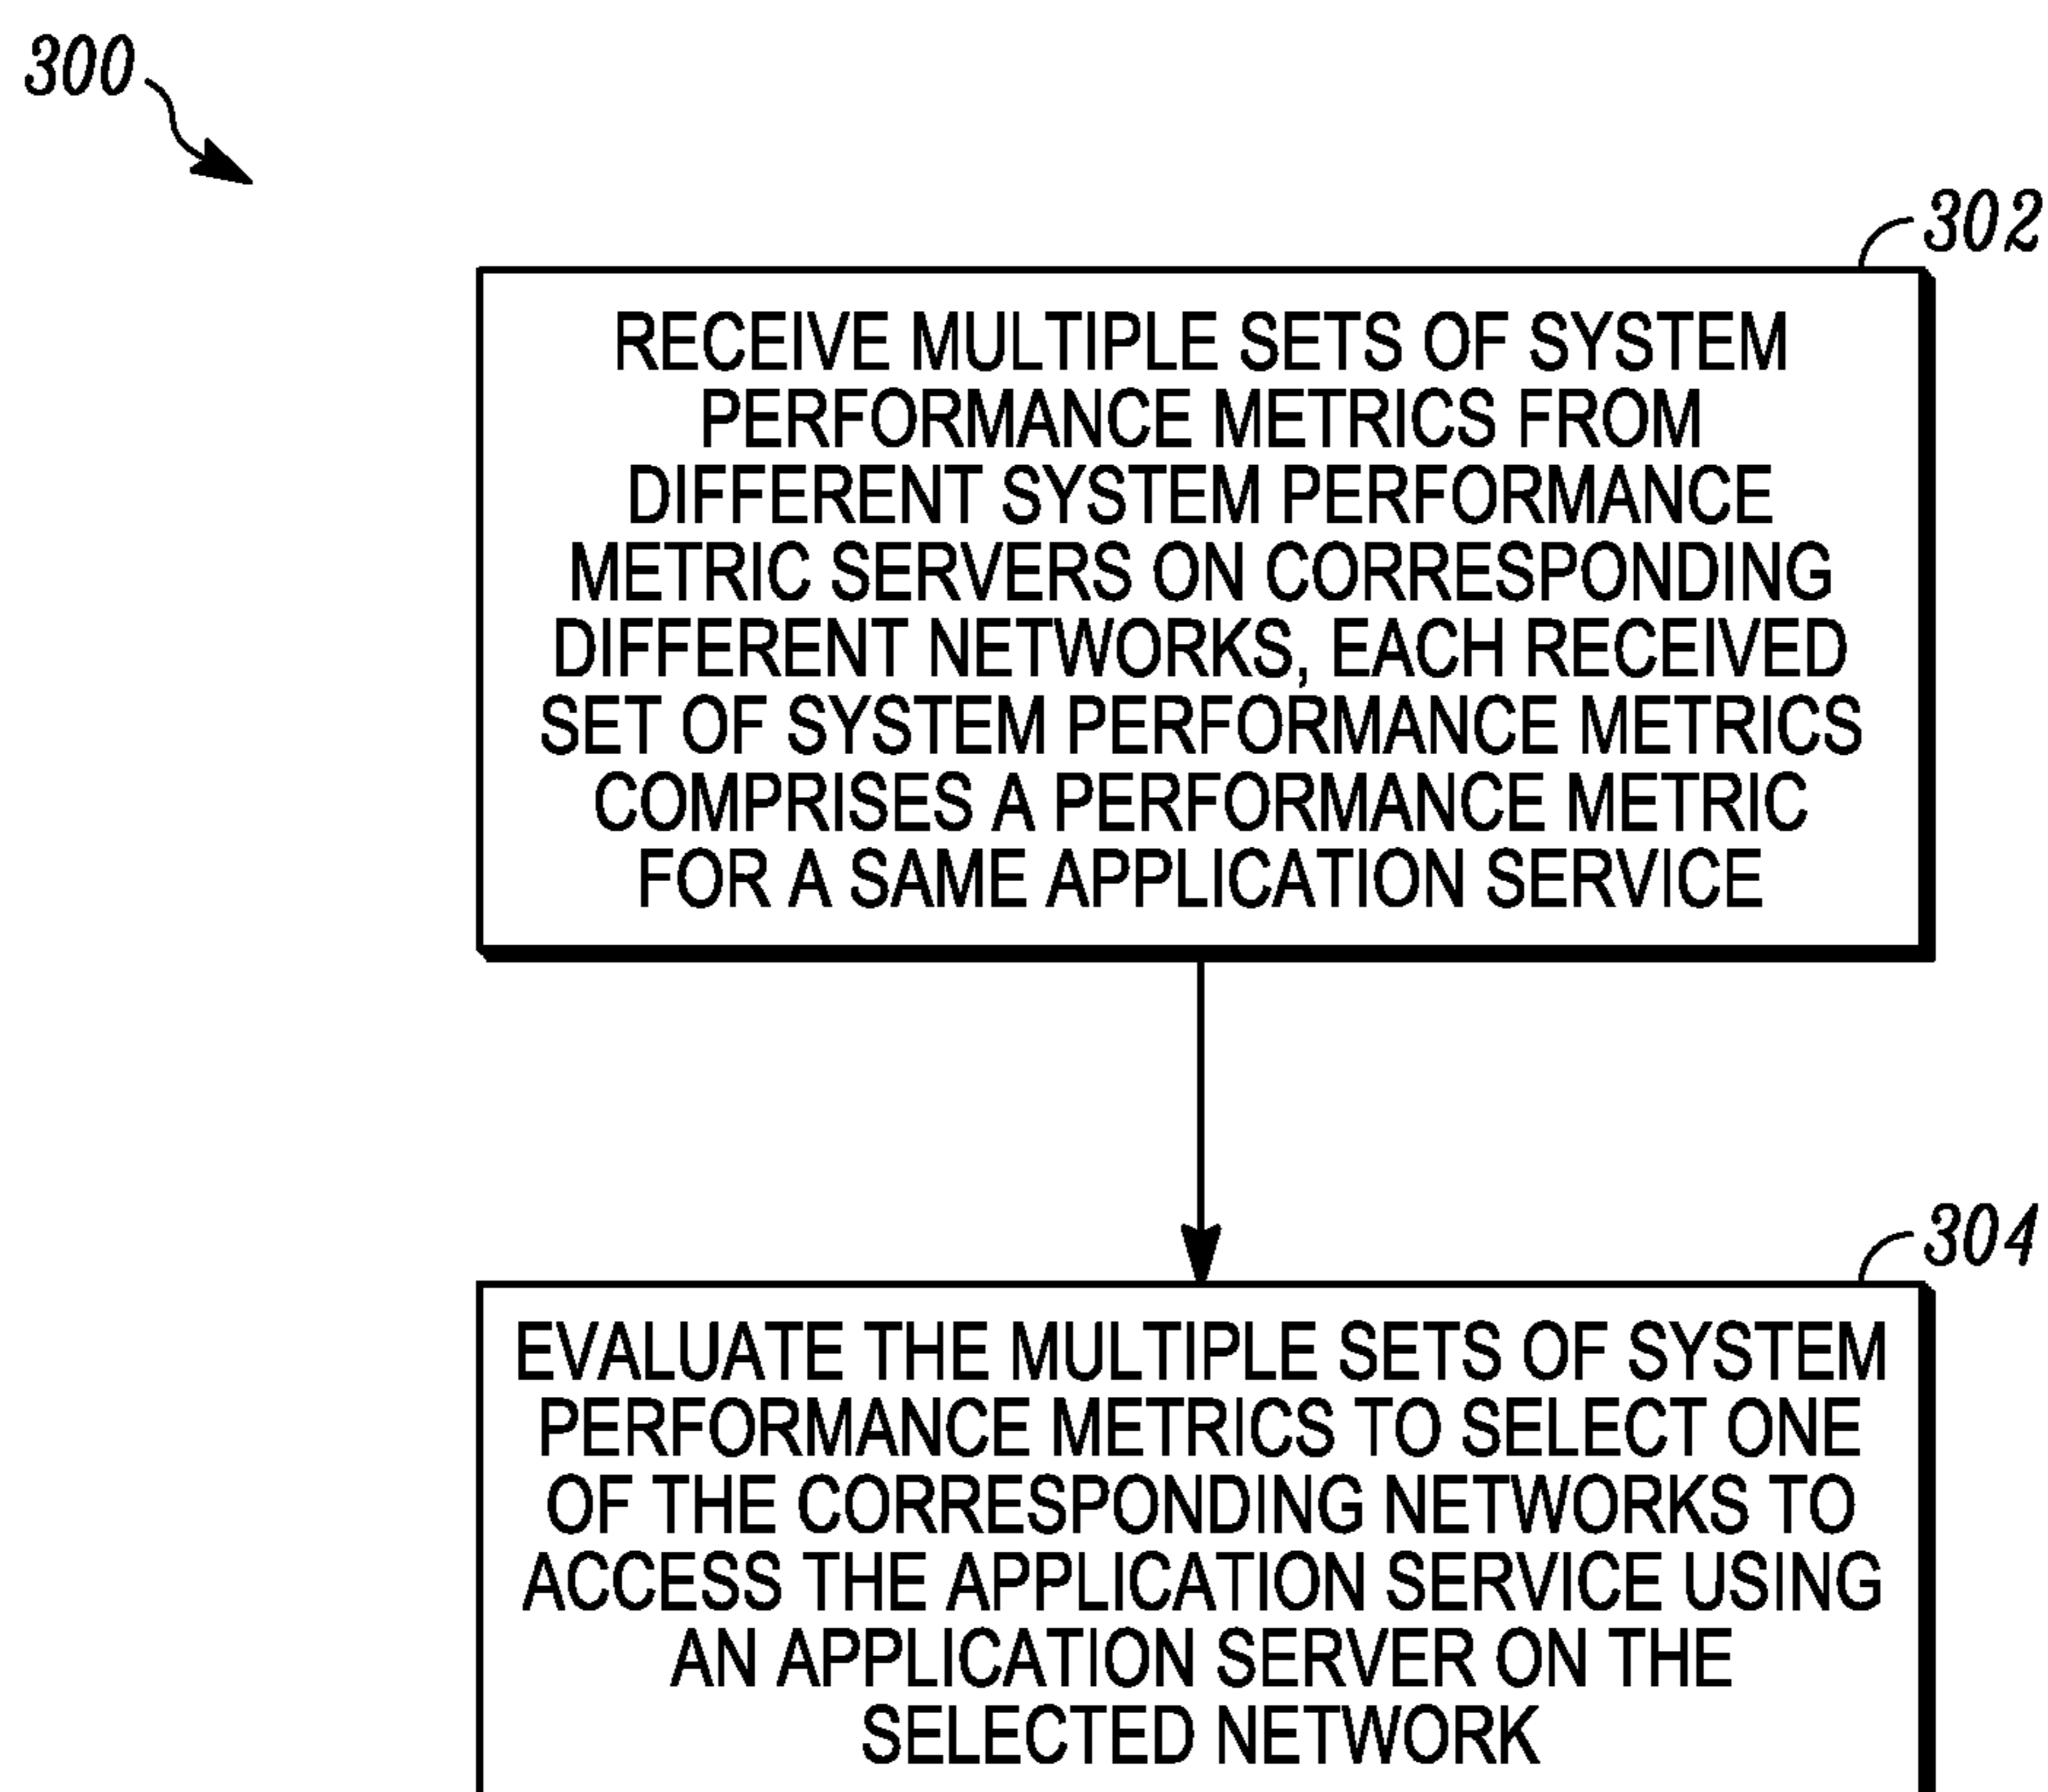 300
302
RECEIVE MULTIPLE SETS OF SYSTEM
PERFORMANCE METRICS FROM
DIFFERENT SYSTEM PERFORMANCE
METRIC SERVERS ON CORRESPONDING
DIFFERENT NETWORKS, EACH RECEIVED
SET OF SYSTEM PERFORMANCE METRICS
COMPRISES A PERFORMANCE METRIC
FOR A SAME APPLICATION SERVICE
304
EVALUATE THE MULTIPLE SETS OF SYSTEM
PERFORMANCE METRICS TO SELECT ONE
OF THE CORRESPONDING NETWORKS TO
ACCESS THE APPLICATION SERVICE USING
AN APPLICATION SERVER ON THE
SELECTED NETWORK